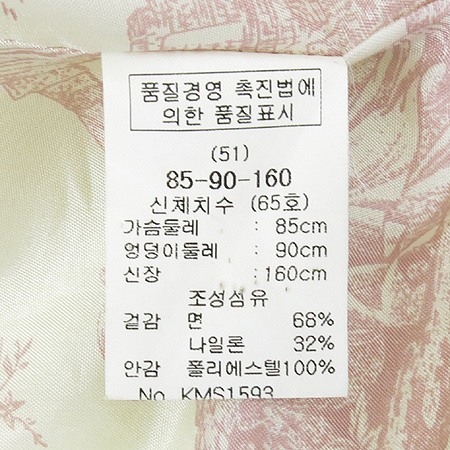 품질경영 촉진법에
의한 품질표시
(51)
85-90-160
신체치수 (65호)
가슴둘레 : 85cm
엉덩이둘레 : 90cm
신장 : 160cm
조성섬유
겉감 면 68%
나일론 32%
안감 폴리에스텔100%
No. KMS1593